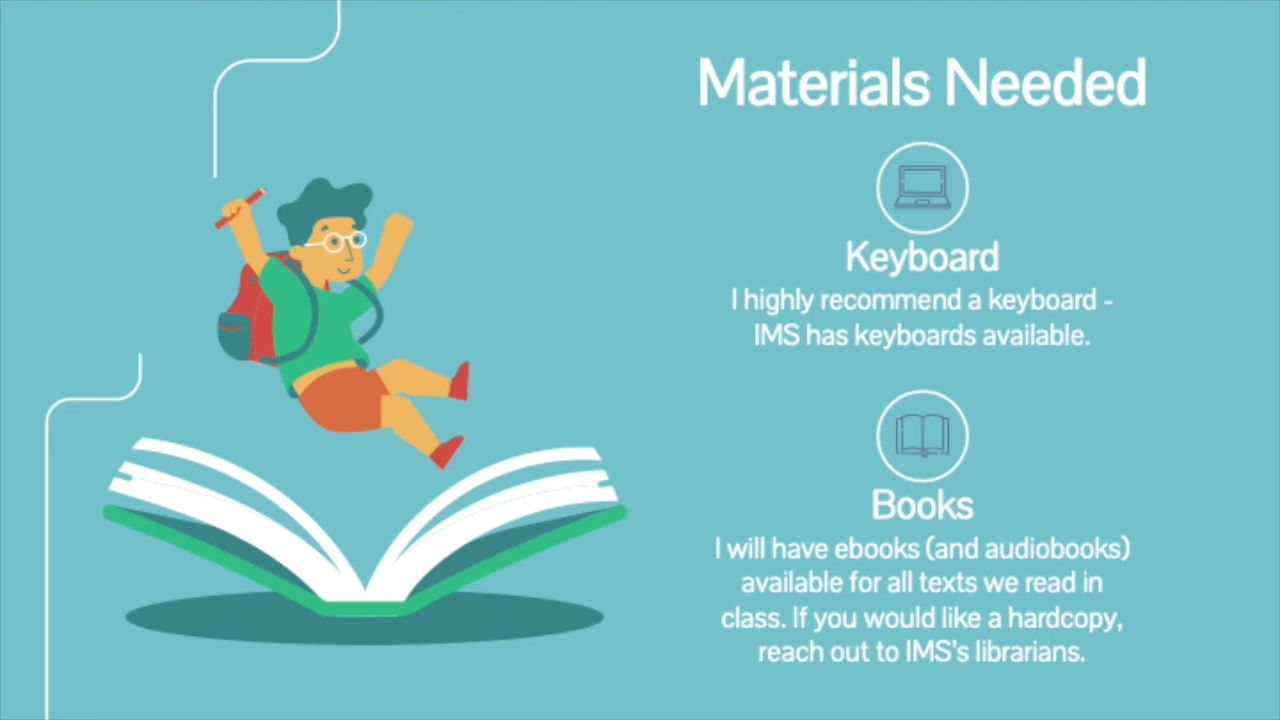 Materials Needed
Keyboard
I highly recommend a keyboard -
IMS has keyboards available.
Books
I will have ebooks (and audiobooks)
available for all texts we read in
class. If you would like a hardcopy,
reach out to IMS's librarians.